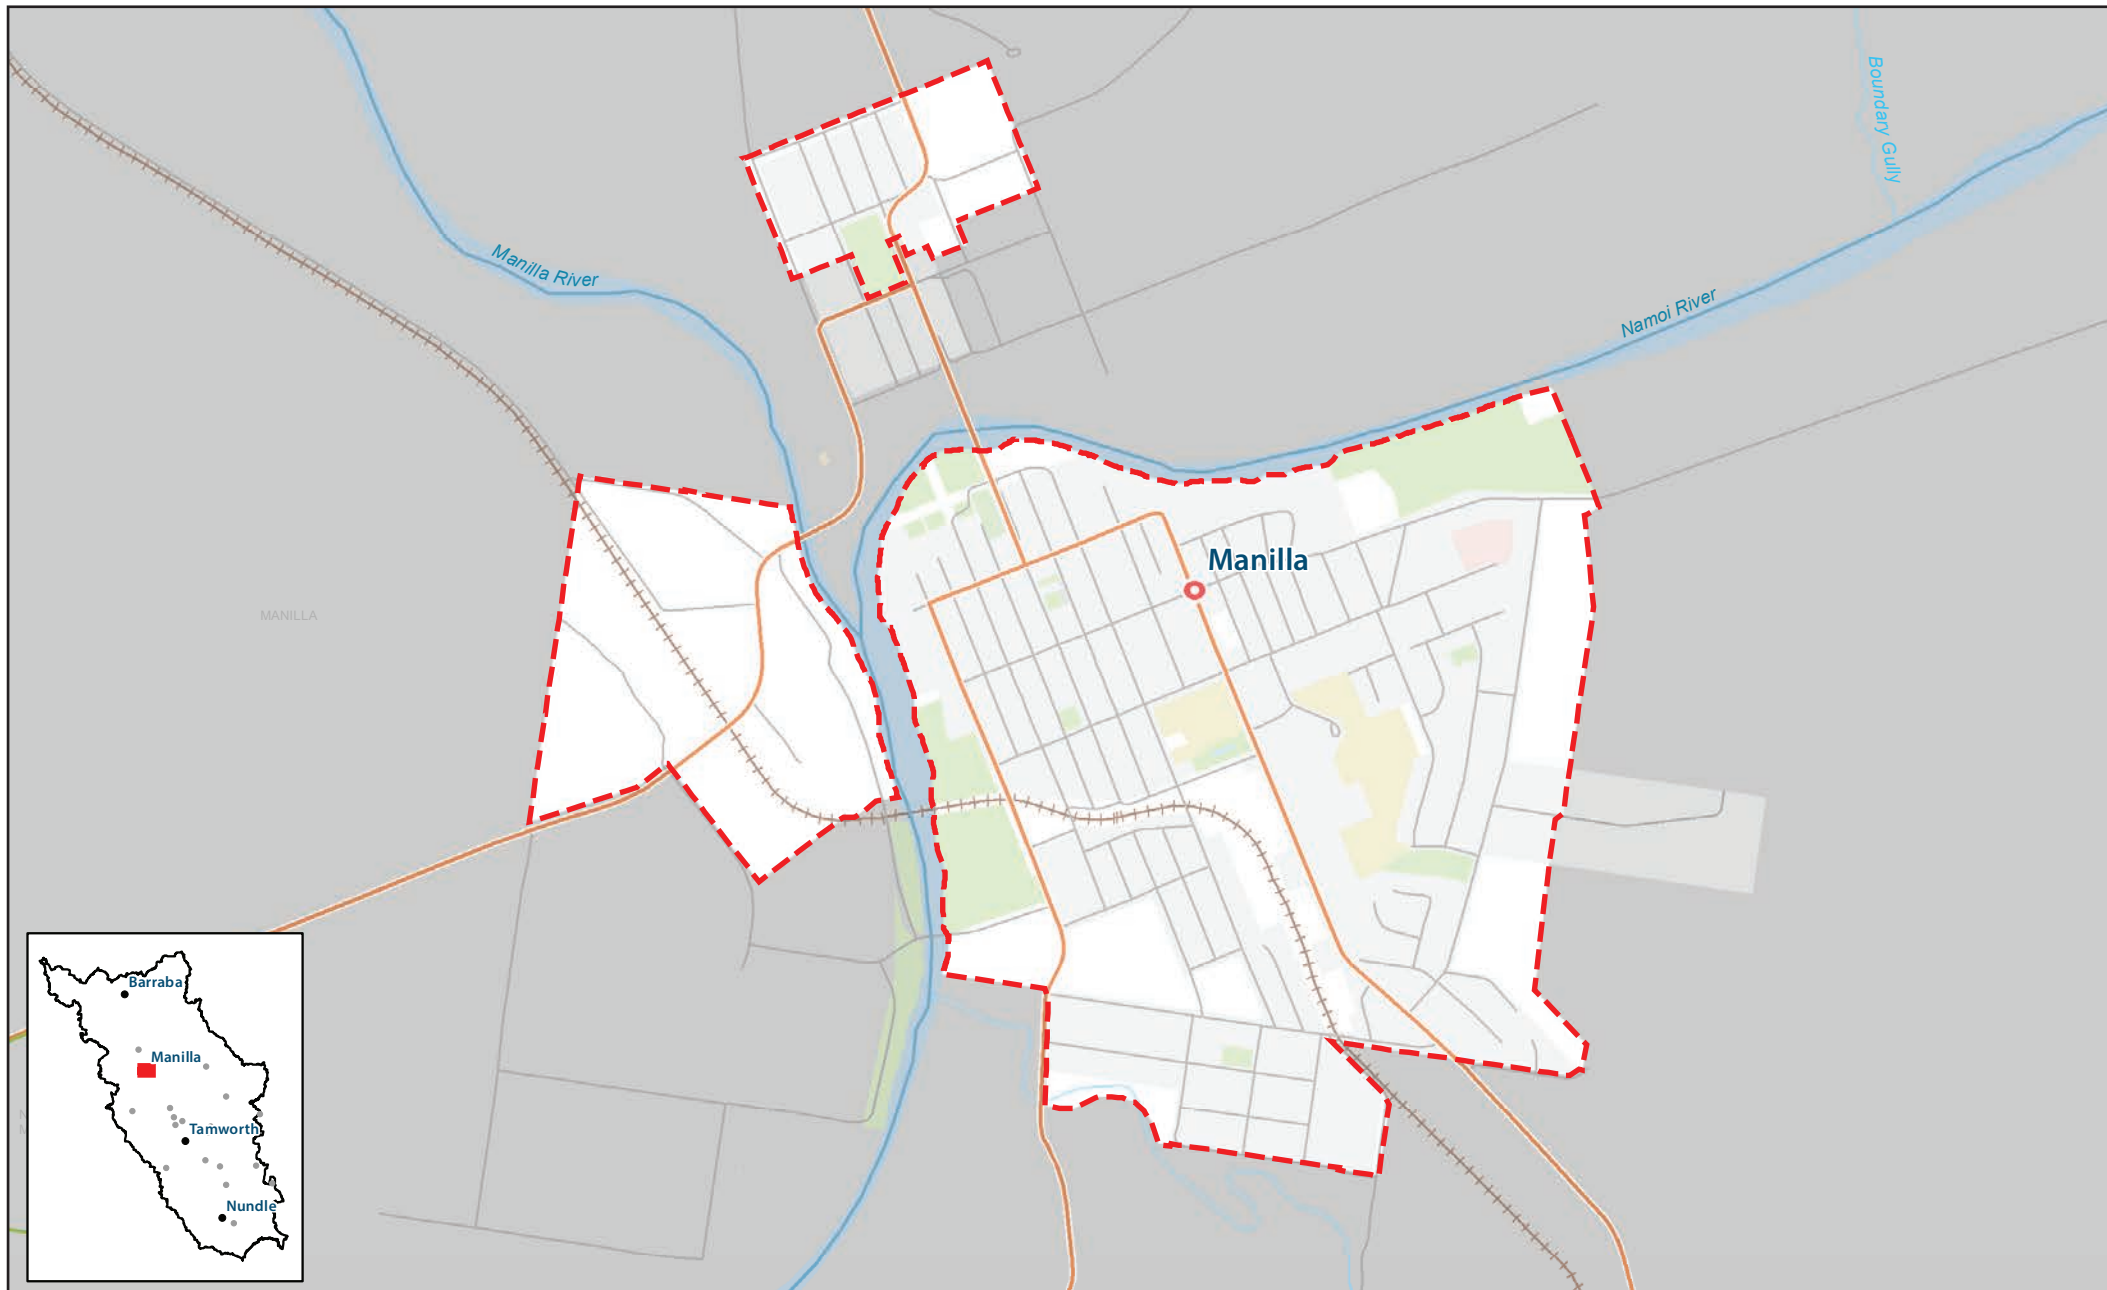 Boundary Gully
Manilla River
Namoi River
Manilla
MANILLA
Barraba
Manilla
Tamworth
Nundle